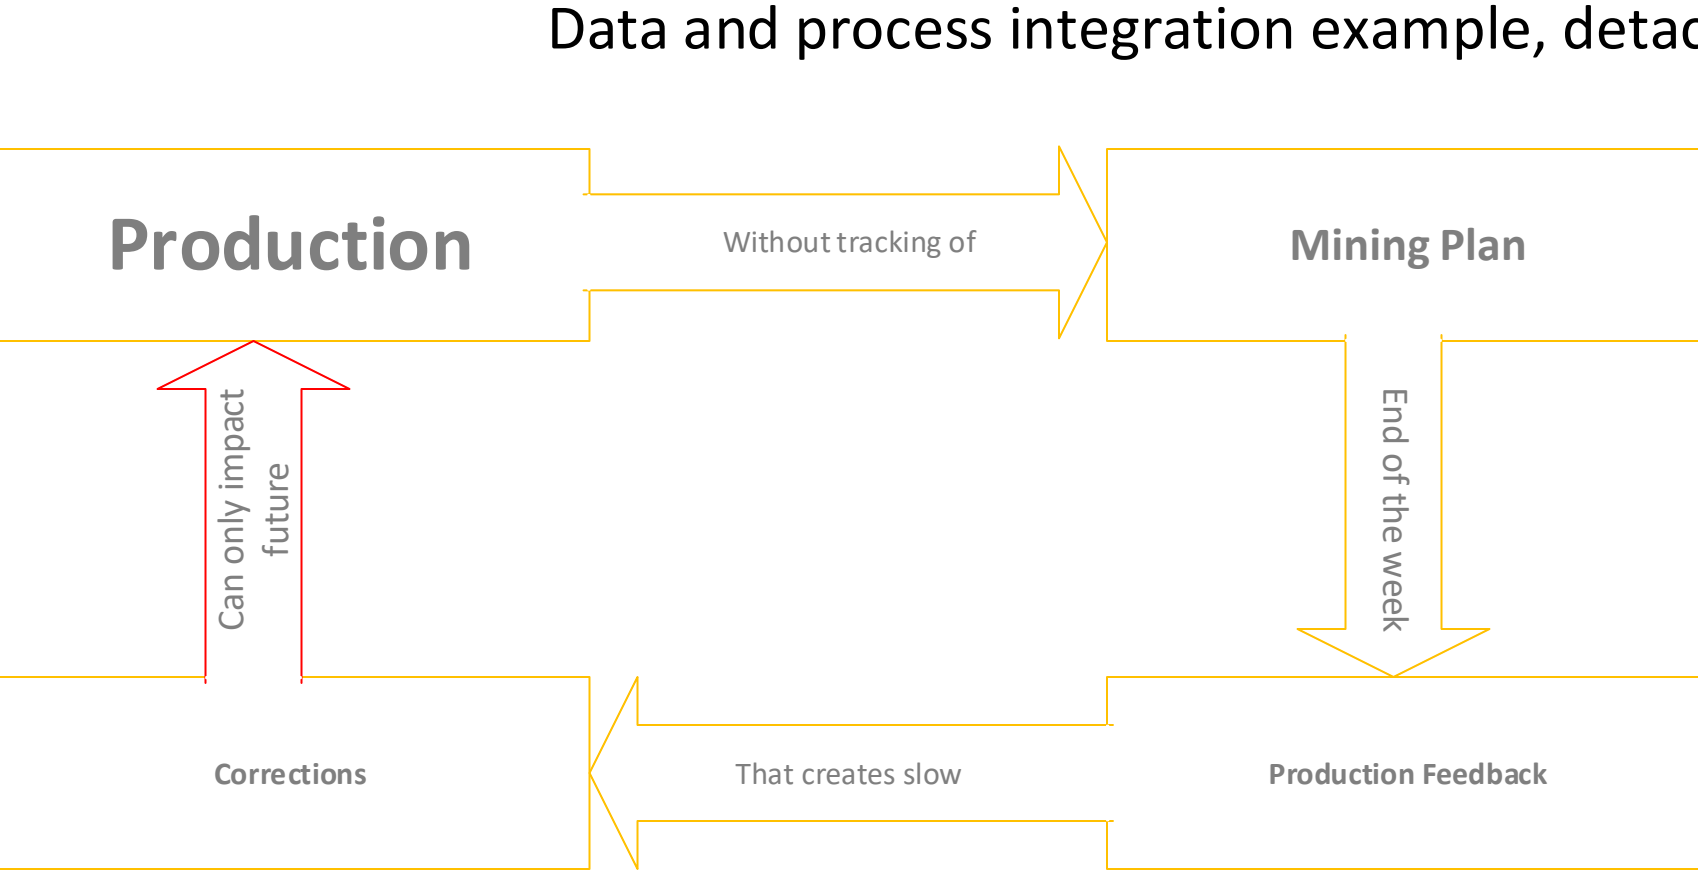 Data and process integration example,
Production
Without tracking of
Mining Plan
Can only impact
future
End of the week
Corrections
That creates slow
Production Feedback